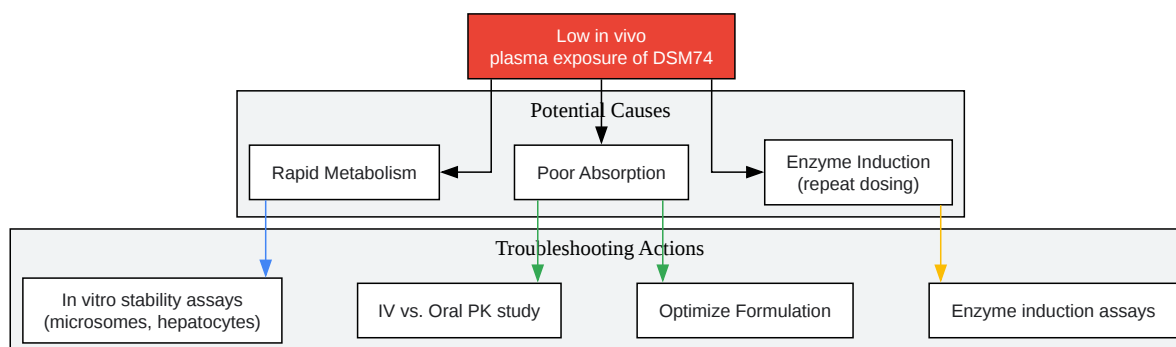 Low in vivo
plasma exposure of DSM74
Potential Causes
Rapid Metabolism
Poor Absorption
Enzyme Induction
(repeat dosing)
Troubleshooting Actions
In vitro stability assays
(microsomes, hepatocytes)
IV vs. Oral PK study
Optimize Formulation
Enzyme induction assays